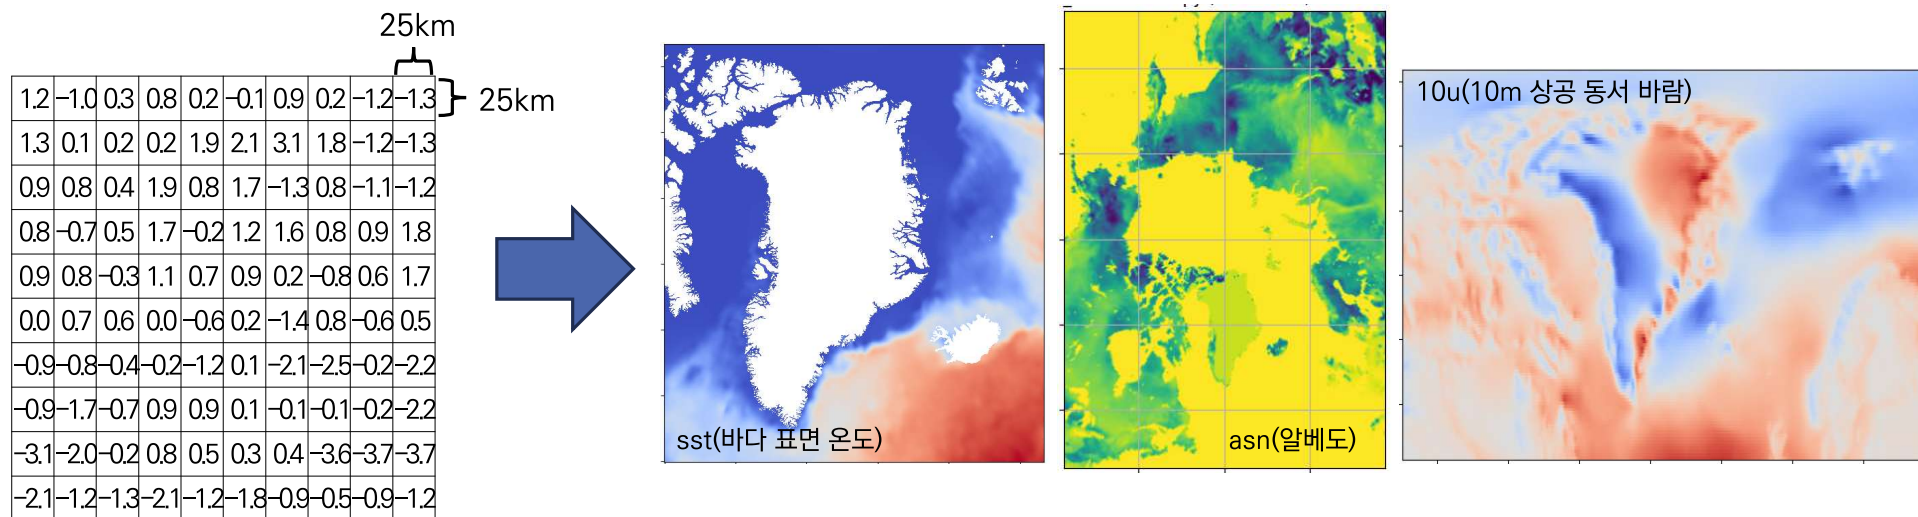 25km
25km
1.2 -1.0 0.3 0.8 0.2 -0.1 0.9 0.2 -1.2 -1.3
1.3 0.1 0.2 0.2 1.9 2.1 3.1 1.8 -1.2 -1.3
0.9 0.8 0.4 1.9 0.8 1.7 -1.3 0.8 -1.1 -1.2
0.8 -0.7 0.5 1.7 -0.2 1.2 1.6 0.8 0.9 1.8
0.9 0.8 -0.3 1.1 0.7 0.9 0.2 -0.8 0.6 1.7
0.0 0.7 0.6 0.0 -0.6 0.2 -1.4 0.8 -0.6 0.5
-0.9 -0.8 -0.4 -0.2 -1.2 0.1 -2.1 -2.5 -0.2 -2.2
-0.9 -1.7 -0.7 0.9 0.9 0.1 -0.1 -0.1 -0.2 -2.2
-3.1 -2.0 -0.2 0.8 0.5 0.3 0.4 -3.6 -3.7 -3.7
-2.1 -1.2 -1.3 -2.1 -1.2 -1.8 -0.9 -0.5 -0.9 -1.2
sst(바다 표면 온도)
asn(알베도)
10u(10m 상공 동서 바람)